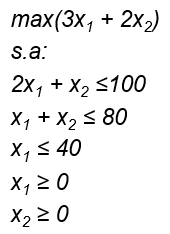 max(3x₁ + 2x₂)
s.a:
2x₁ + x₂ ≤100
x₁ + x₂ ≤ 80
x₁ ≤ 40
x₁ ≥ 0
x₂ ≥ 0